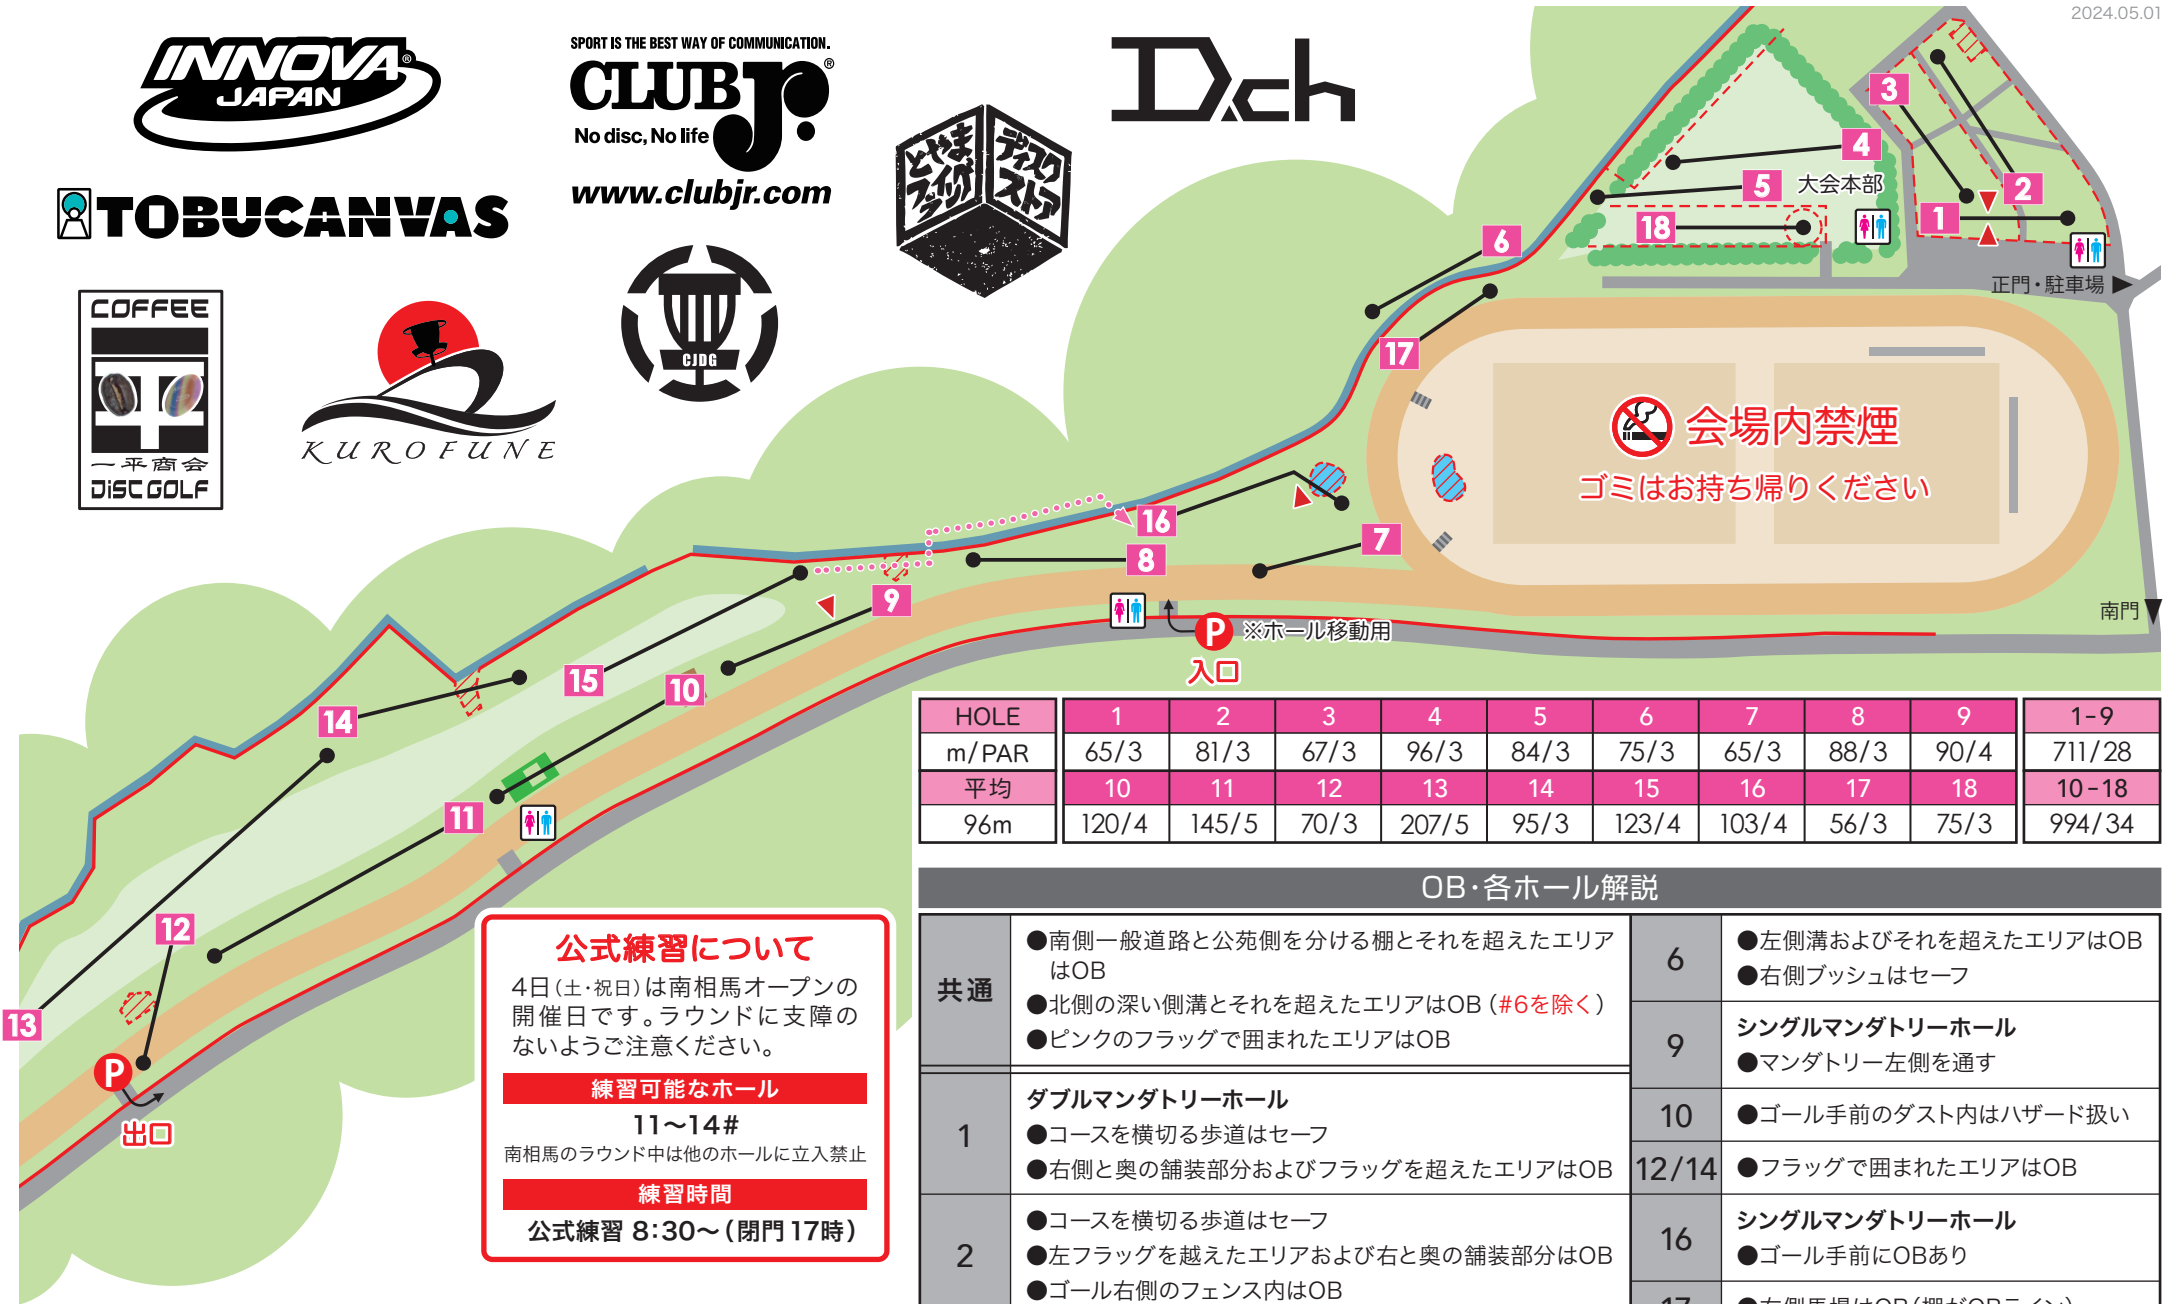 2024.05.01
INNOVA®
JAPAN
SPORT IS THE BEST WAY OF COMMUNICATION.
CLUB Jr.®
No disc, No life
www.clubjr.com
D.ch
とやま
フライング
ディスク
ストア
TOBUCANVAS
COFFEE
平
一平商会
DiSC GOLF
KUROFUNE
CJDG
3
4
5
大会本部
2
1
18
6
正門・駐車場
17
会場内禁煙
ゴミはお持ち帰りください
16
7
8
9
南門
P ※ホール移動用
入口
15
10
14
11
12
13
P
出口
HOLE 1 2 3 4 5 6 7 8 9 1-9
m/PAR 65/3 81/3 67/3 96/3 84/3 75/3 65/3 88/3 90/4 711/28
平均 10 11 12 13 14 15 16 17 18 10-18
96m 120/4 145/5 70/3 207/5 95/3 123/4 103/4 56/3 75/3 994/34
公式練習について
4日(土・祝日)は南相馬オープンの
開催日です。ラウンドに支障の
ないようご注意ください。
練習可能なホール
11〜14#
南相馬のラウンド中は他のホールに立入禁止
練習時間
公式練習 8:30〜(閉門17時)
OB・各ホール解説
共通
●南側一般道路と公苑側を分ける棚とそれを超えたエリア
はOB
●北側の深い側溝とそれを超えたエリアはOB(#6を除く)
●ピンクのフラッグで囲まれたエリアはOB
1
ダブルマンダトリーホール
●コースを横切る歩道はセーフ
●右側と奥の舗装部分およびフラッグを超えたエリアはOB
2
●コースを横切る歩道はセーフ
●左フラッグを越えたエリアおよび右と奥の舗装部分はOB
●ゴール右側のフェンス内はOB
6
●左側溝およびそれを超えたエリアはOB
●右側ブッシュはセーフ
9
シングルマンダトリーホール
●マンダトリー左側を通す
10
●ゴール手前のダスト内はハザード扱い
12/14
●フラッグで囲まれたエリアはOB
16
シングルマンダトリーホール
●ゴール手前にOBあり
17
●右側馬場はOB(棚がOBライン)